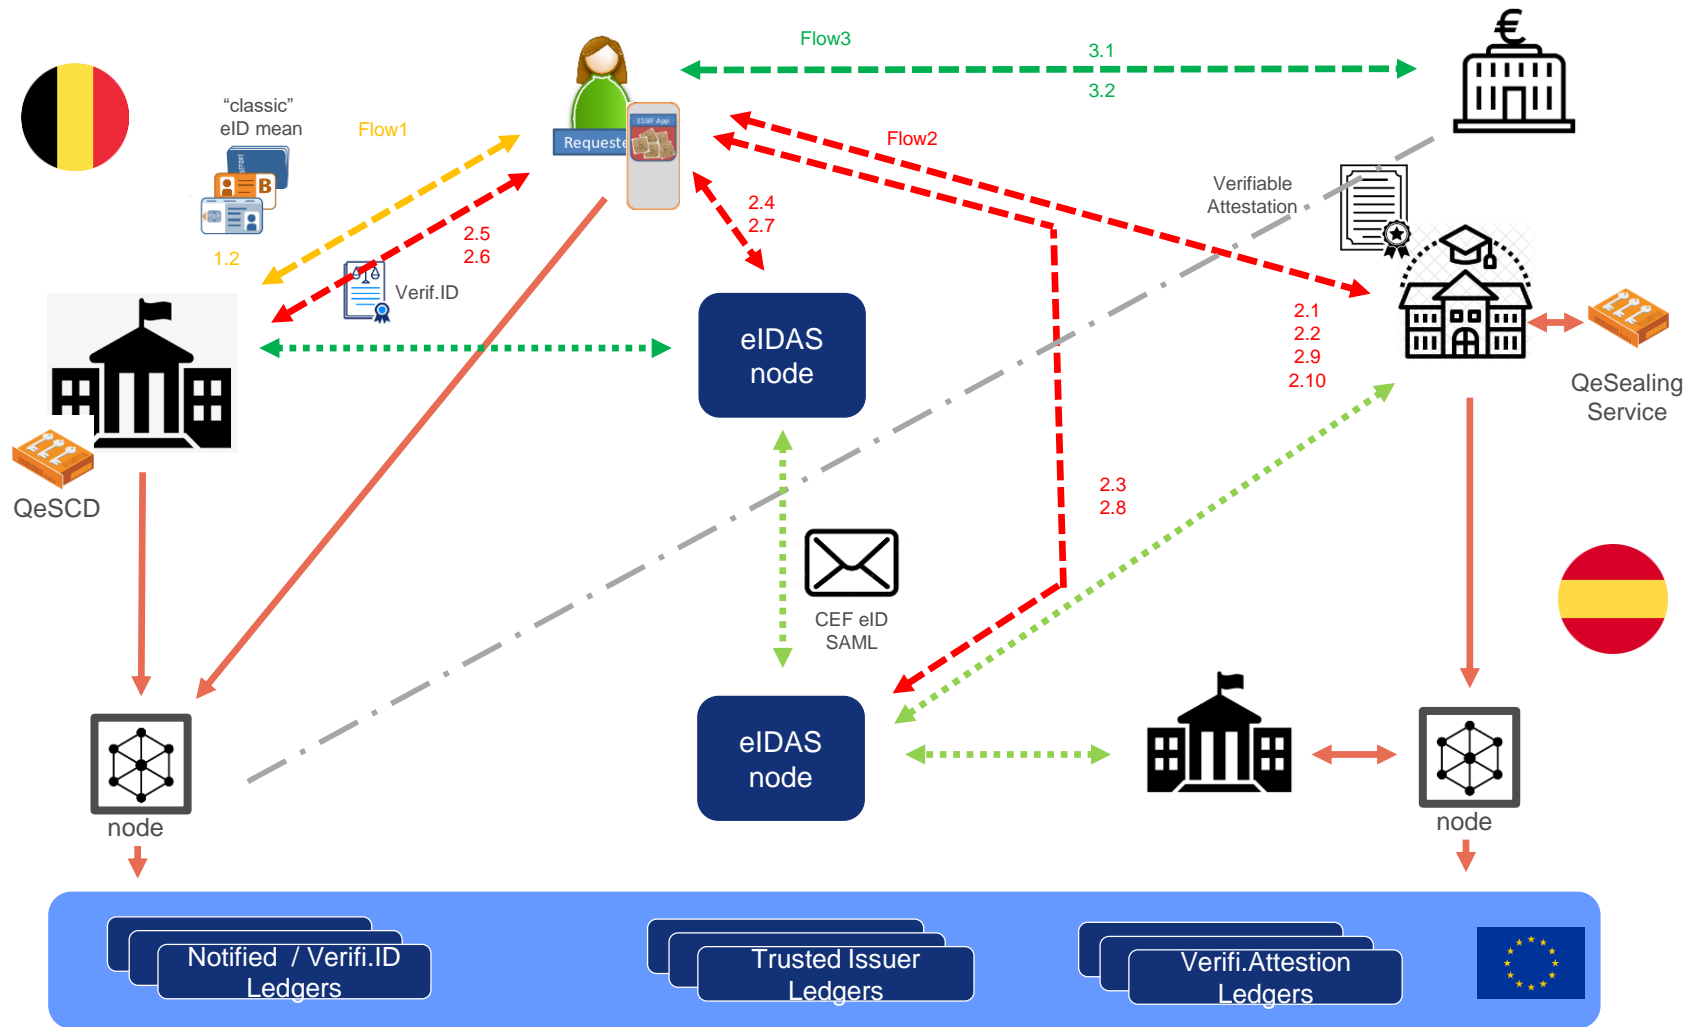 Flow3
3.1
3.2
€
"classic"
eID mean
Flow1
ESSIF App
Requeste
Flow2
B
1.2
2.5
2.6
2.4
2.7
Verif.ID
Verifiable
Attestation
eIDAS
node
2.1
2.2
2.9
2.10
QeSealing
Service
QeSCD
2.3
2.8
CEF eID
SAML
eIDAS
node
node
node
Notified / Verifi.ID
Ledgers
Trusted Issuer
Ledgers
Verifi.Attestion
Ledgers